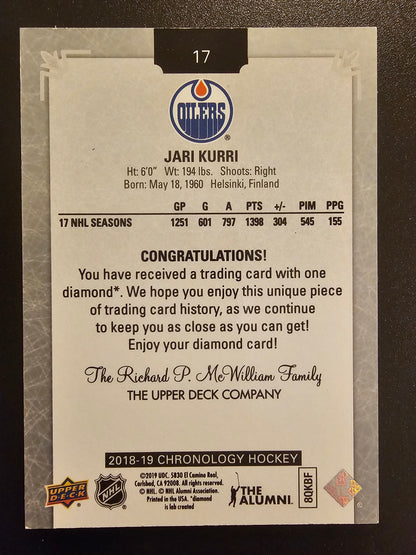 17
OILERS
JARI KURRI
Ht: 6'0" Wt: 194 lbs. Shoots: Right
Born: May 18, 1960 Helsinki, Finland
GP G A PTS +/- PIM PPG
17 NHL SEASONS 1251 601 797 1398 304 545 155
CONGRATULATIONS!
You have received a trading card with one
diamond*. We hope you enjoy this unique piece
of trading card history, as we continue
to keep you as close as you can get!
Enjoy your diamond card!
The Richard P. McWilliam Family
THE UPPER DECK COMPANY
2018-19 CHRONOLOGY HOCKEY
UPPER DECK
NHL
©2019 UDC. 5830 El Camino Real,
Carlsbad, CA 92008. All rights reserved.
© NHL. © NHL Alumni Association.
Printed in the USA. *diamond
is lab created
THE
ALUMNI.
8QKBF